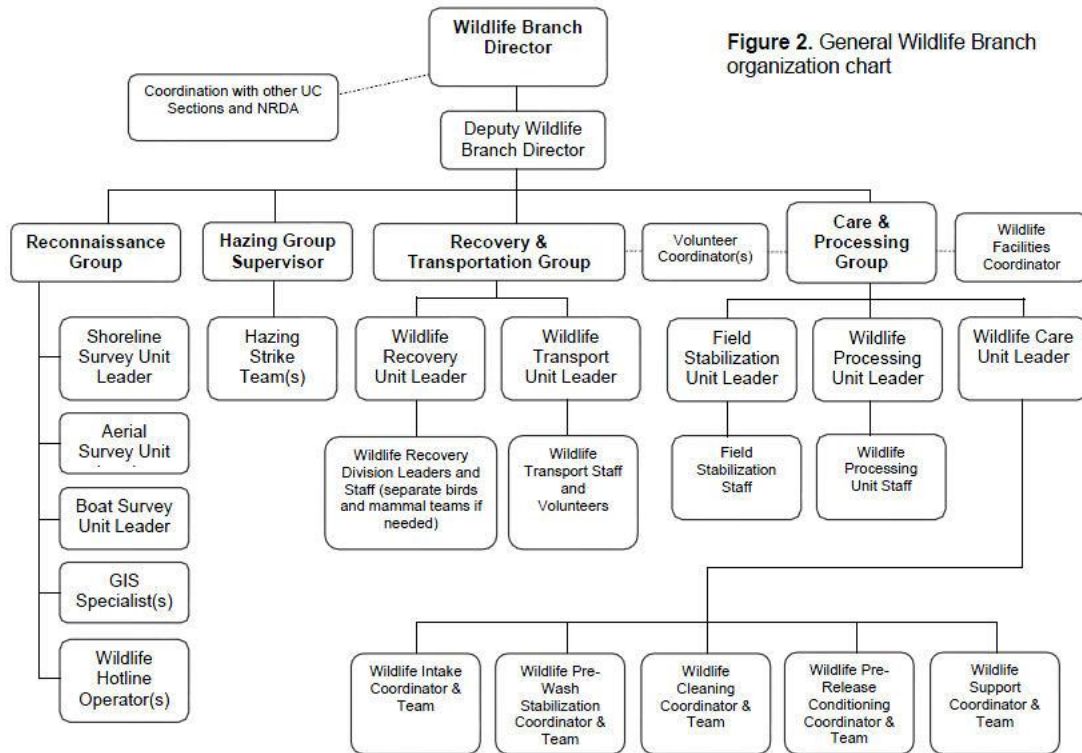 Wildlife Branch
Director
Figure 2. General Wildlife Branch
organization chart
Coordination with other UC
Sections and NRDA
Deputy Wildlife
Branch Director
Reconnaissance
Group
Hazing Group
Supervisor
Recovery &
Transportation Group
Volunteer
Coordinator(s)
Care &
Processing
Group
Wildlife
Facilities
Coordinator
Shoreline
Survey Unit
Leader
Aerial
Survey Unit
Boat Survey
Unit Leader
GIS
Specialist(s)
Wildlife
Hotline
Operator(s)
Hazing
Strike
Team(s)
Wildlife
Recovery
Unit Leader
Wildlife
Transport
Unit Leader
Wildlife Recovery
Division Leaders and
Staff (separate birds
and mammal teams if
needed)
Wildlife
Transport Staff
and
Volunteers
Field
Stabilization
Unit Leader
Wildlife
Processing
Unit Leader
Wildlife Care
Unit Leader
Field
Stabilization
Staff
Wildlife
Processing
Unit Staff
Wildlife Intake
Coordinator &
Team
Wildlife Pre-
Wash
Stabilization
Coordinator &
Team
Wildlife
Cleaning
Coordinator &
Team
Wildlife Pre-
Release
Conditioning
Coordinator &
Team
Wildlife
Support
Coordinator &
Team